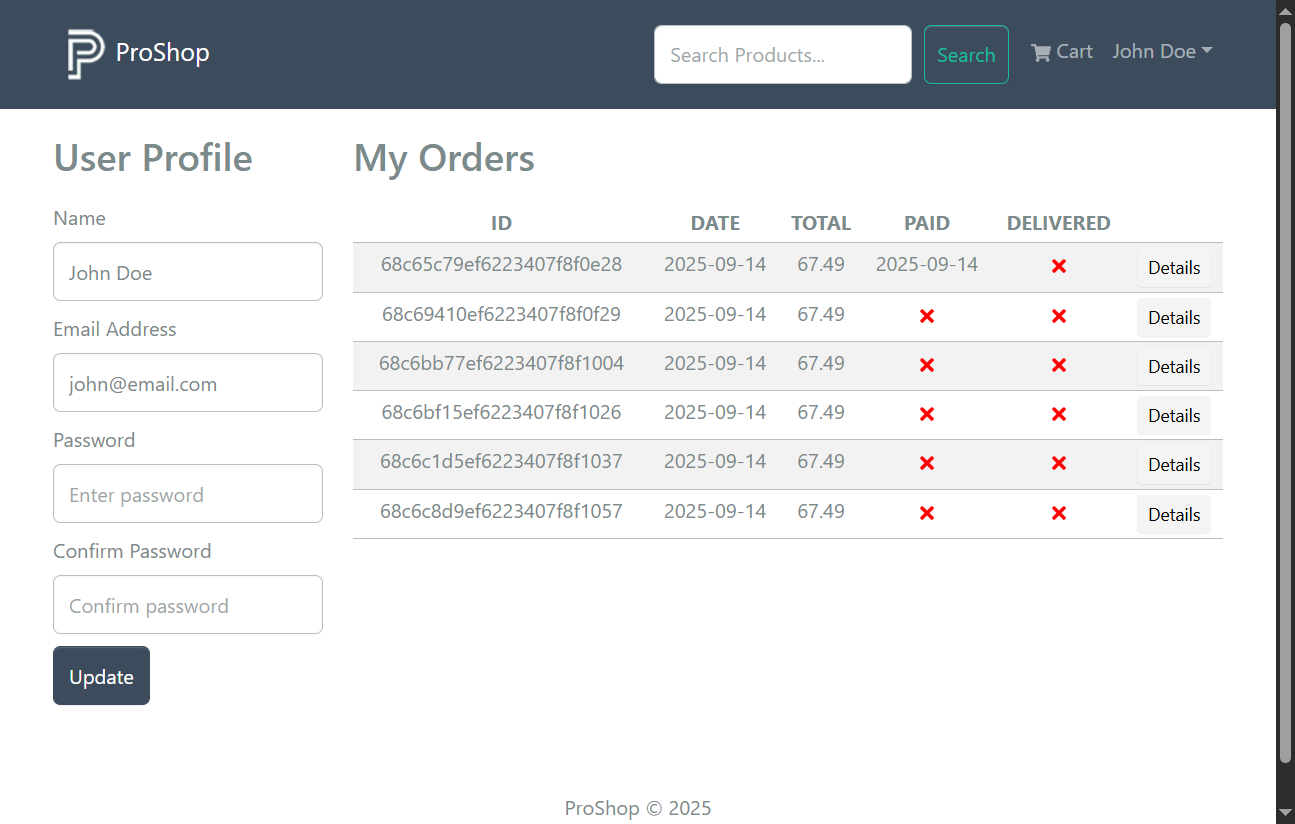 ProShop
Search Products...
Search
Cart
John Doe
User Profile
Name
John Doe
Email Address
john@email.com
Password
Enter password
Confirm Password
Confirm password
Update
My Orders
ID DATE TOTAL PAID DELIVERED
68c65c79ef6223407f8f0e28 2025-09-14 67.49 2025-09-14 Details
68c69410ef6223407f8f0f29 2025-09-14 67.49 Details
68c6bb77ef6223407f8f1004 2025-09-14 67.49 Details
68c6bf15ef6223407f8f1026 2025-09-14 67.49 Details
68c6c1d5ef6223407f8f1037 2025-09-14 67.49 Details
68c6c8d9ef6223407f8f1057 2025-09-14 67.49 Details
ProShop © 2025